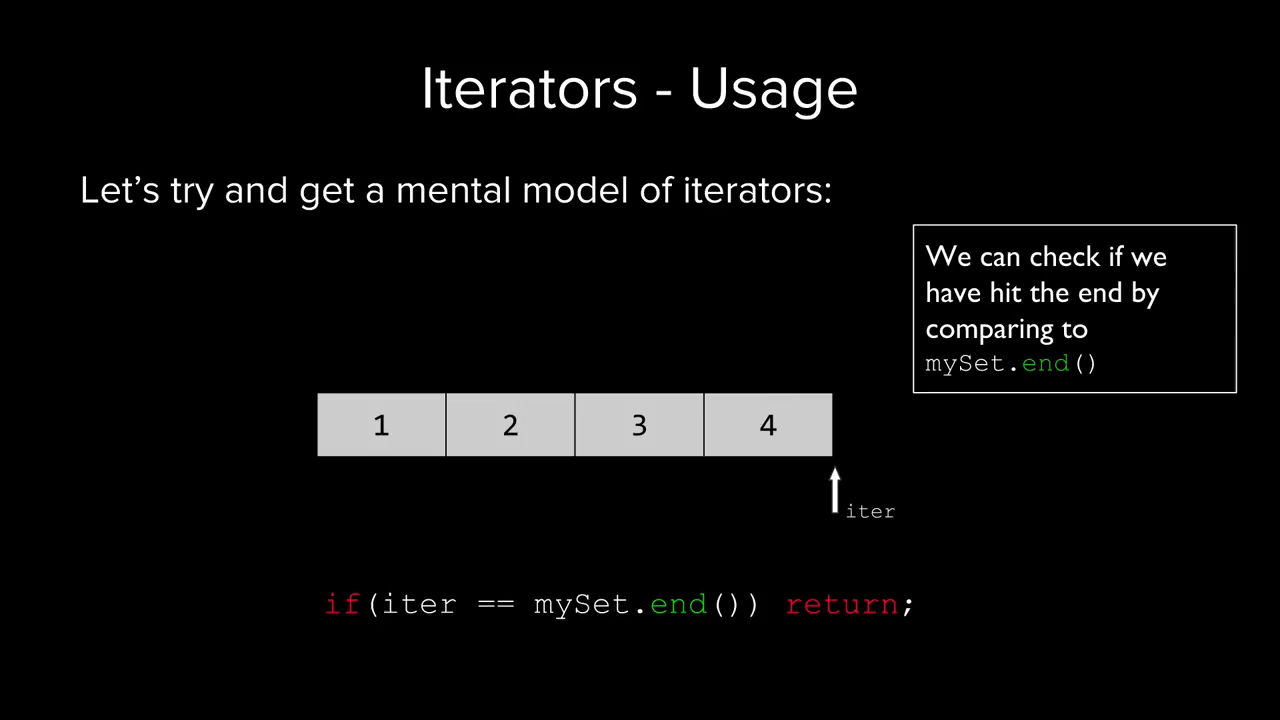 Iterators - Usage
Let’s try and get a mental model of iterators:
We can check if we
have hit the end by
comparing to
mySet.end()
1 2 3 4
iter
if(iter == mySet.end()) return;